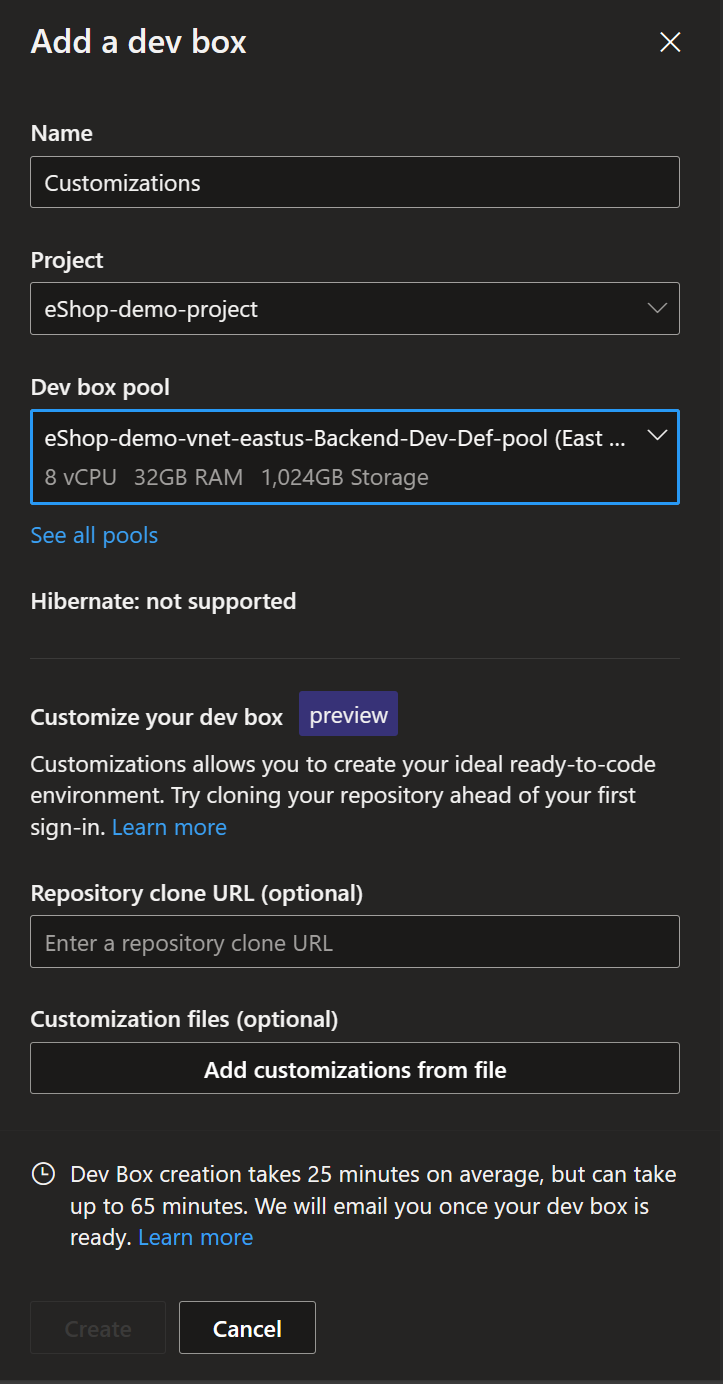 Add a dev box
Name
Customizations
Project
eShop-demo-project
Dev box pool
eShop-demo-vnet-eastus-Backend-Dev-Def-pool (East ...
8 vCPU 32GB RAM 1,024GB Storage
See all pools
Hibernate: not supported
Customize your dev box preview
Customizations allows you to create your ideal ready-to-code
environment. Try cloning your repository ahead of your first
sign-in. Learn more
Repository clone URL (optional)
Enter a repository clone URL
Customization files (optional)
Add customizations from file
Dev Box creation takes 25 minutes on average, but can take
up to 65 minutes. We will email you once your dev box is
ready. Learn more
Create Cancel